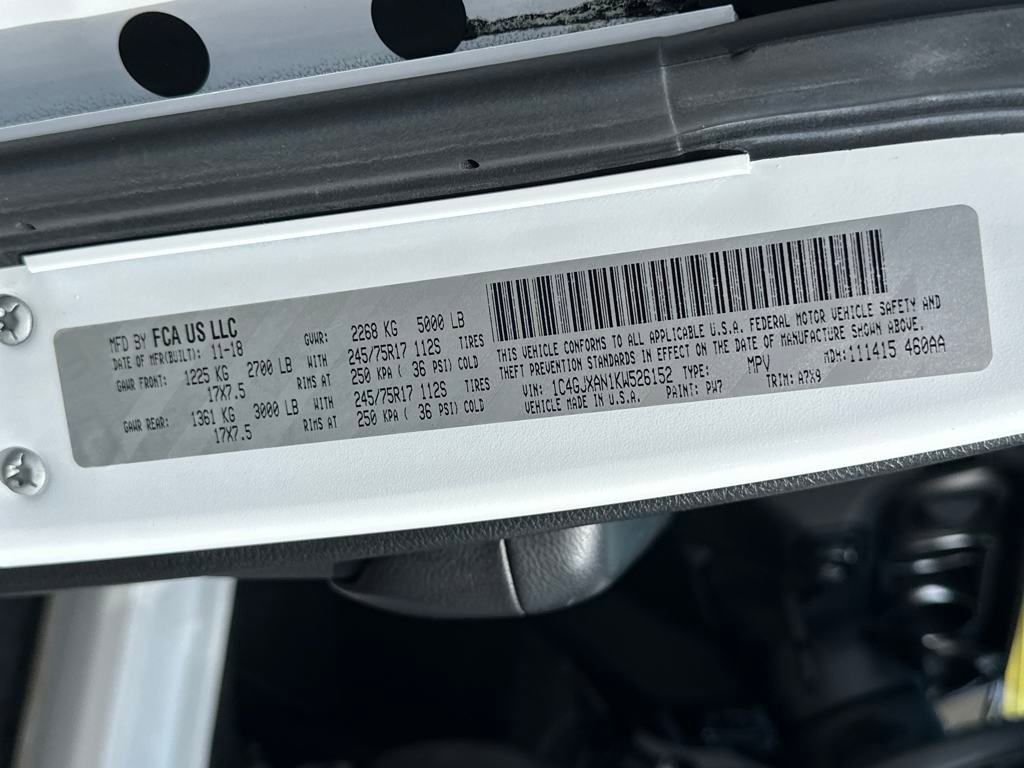 MFD BY FCA US LLC
DATE OF MFR(BUILT): 11-18 GVWR: 2268 KG 5000 LB
GAWR FRONT: 1225 KG 2700 LB WITH 245/75R17 112S TIRES
17X7.5 RIMS AT 250 KPA ( 36 PSI) COLD
GAWR REAR: 1361 KG 3000 LB WITH 245/75R17 112S TIRES
17X7.5 RIMS AT 250 KPA ( 36 PSI) COLD
THIS VEHICLE CONFORMS TO ALL APPLICABLE U.S.A. FEDERAL MOTOR VEHICLE SAFETY AND
THEFT PREVENTION STANDARDS IN EFFECT ON THE DATE OF MANUFACTURE SHOWN ABOVE.
VIN: 1C4GJXAN1KW526152 TYPE: MPV MDH: 111415 460AA
VEHICLE MADE IN U.S.A. PAINT: PW7 TRIM: A7X9